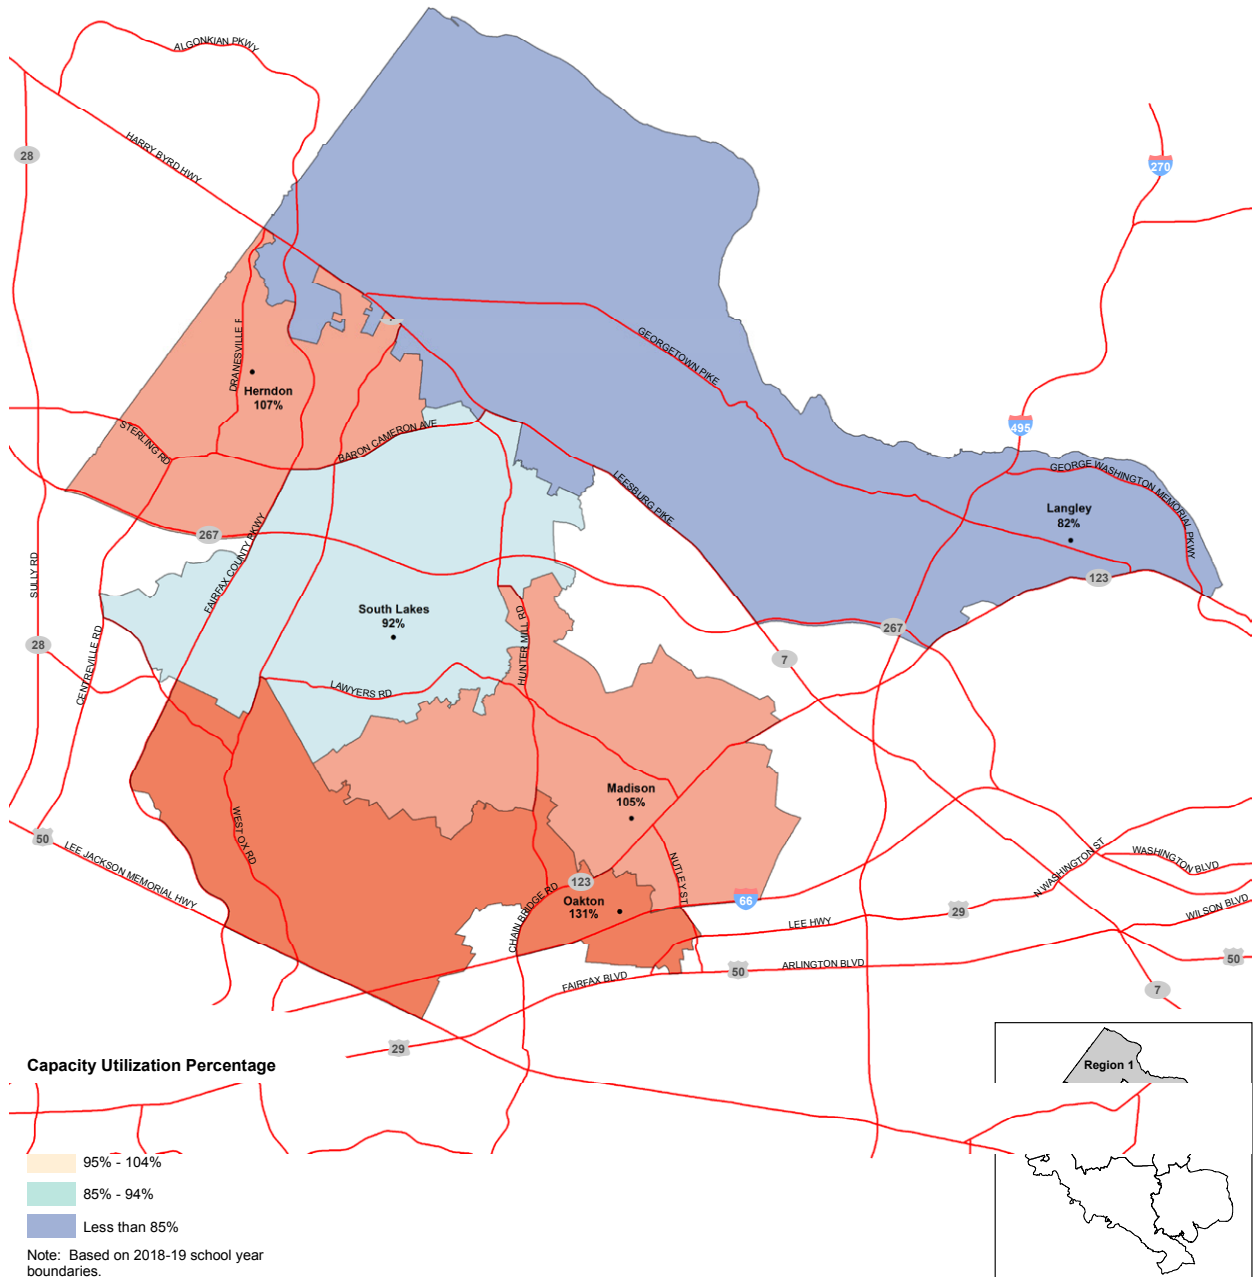 ALGONKIAN PKWY
HARRY BYRD HWY
28
270
GEORGETOWN PIKE
DRANESVILLE R
Herndon
107%
STERLING RD
BARON CAMERON AVE
495
GEORGE WASHINGTON MEMORIAL PKWY
LEESBURG PIKE
Langley
82%
267
FAIRFAX COUNTY PKWY
SULLY RD
123
South Lakes
92%
HUNTER MILL RD
267
28
CENTREVILLE RD
7
LAWYERS RD
Madison
105%
WEST OX RD
50
LEE JACKSON MEMORIAL HWY
NUTLEY ST
N WASHINGTON ST
WASHINGTON BLVD
123
Oakton
131%
CHAIN BRIDGE RD
66
29
LEE HWY
WILSON BLVD
50
ARLINGTON BLVD
50
FAIRFAX BLVD
7
29
Capacity Utilization Percentage
Region 1
95% - 104%
85% - 94%
Less than 85%
Note: Based on 2018-19 school year
boundaries.